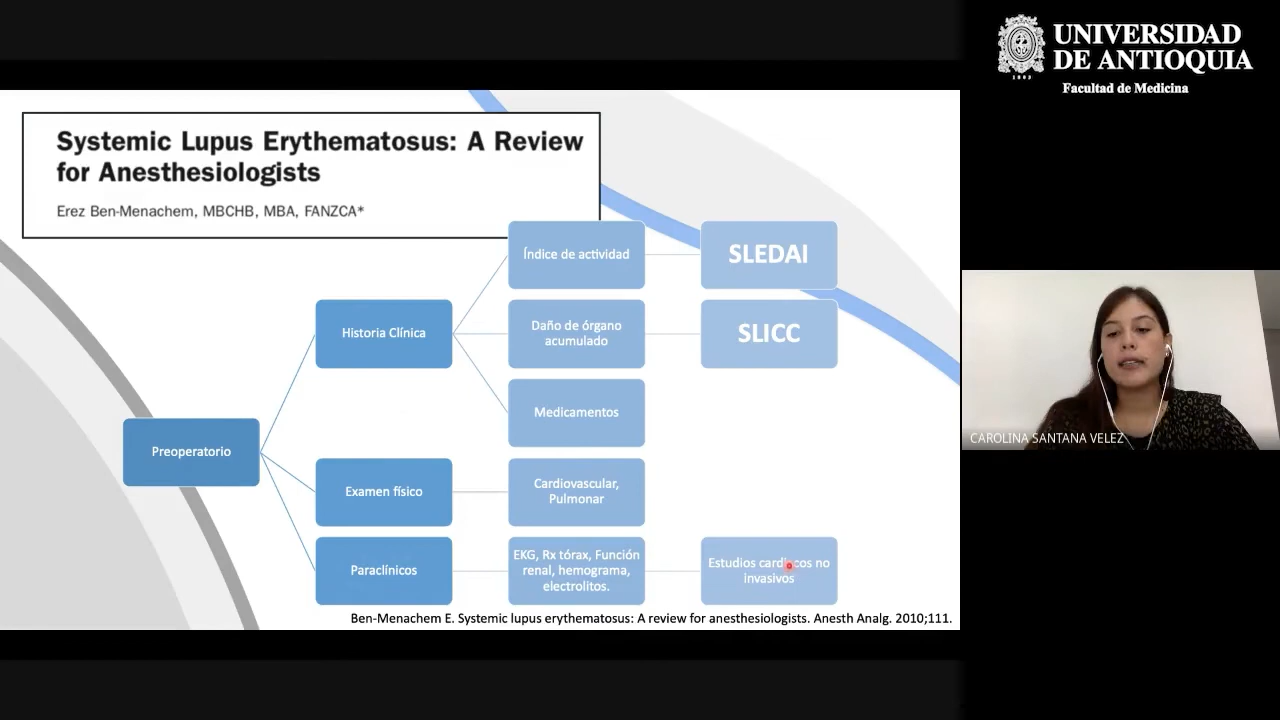 UNIVERSIDAD
DE ANTIOQUIA
1803
Facultad de Medicina
Systemic Lupus Erythematosus: A Review
for Anesthesiologists
Erez Ben-Menachem, MBCHB, MBA, FANZCA*
Preoperatorio
Historia Clínica
Índice de actividad
SLEDAI
Daño de órgano
acumulado
SLICC
Medicamentos
Examen físico
Cardiovascular,
Pulmonar
Paraclínicos
EKG, Rx tórax, Función
renal, hemograma,
electrolitos.
Estudios cardiacos no
invasivos
Ben-Menachem E. Systemic lupus erythematosus: A review for anesthesiologists. Anesth Analg. 2010;111.
CAROLINA SANTANA VELEZ